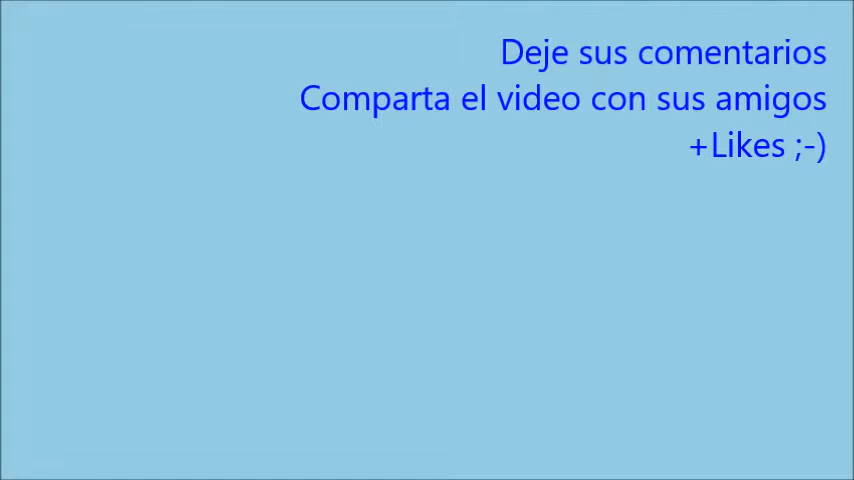 Deje sus comentarios
Comparta el video con sus amigos
+Likes ;-)